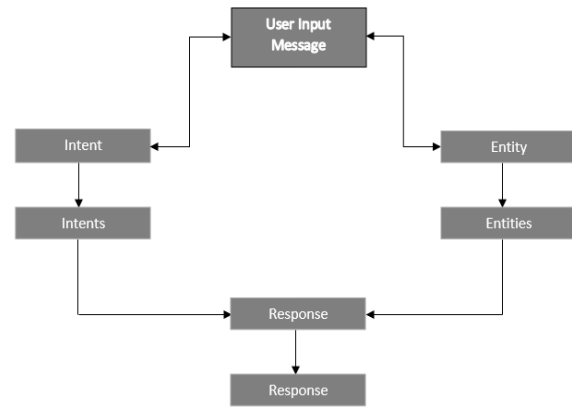 User Input
Message
Intent
Entity
Intents
Entities
Response
Response